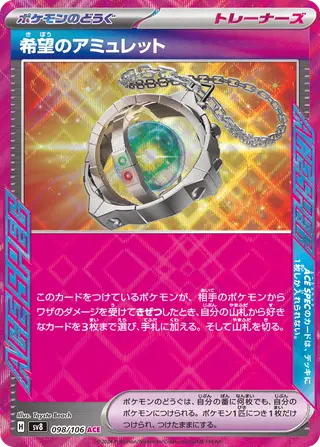 ポケモンのどうぐ
トレーナーズ
希望のアミュレット
きぼう
ACE SPEC
ACE SPEC
ACE SPECのカードは、デッキに
1枚しか入れられない。
このカードをつけているポケモンが、相手のポケモンから
ワザのダメージを受けてきぜつしたとき、自分の山札から好き
なカードを3枚まで選び、手札に加える。そして山札を切る。
Illus. Toyste Beach
H sv8 098/106 ACE
ポケモンのどうぐは、自分の番に何枚でも、自分の
ポケモンにつけられる。ポケモン1匹につき1枚だけ
つけられ、つけたままにする。